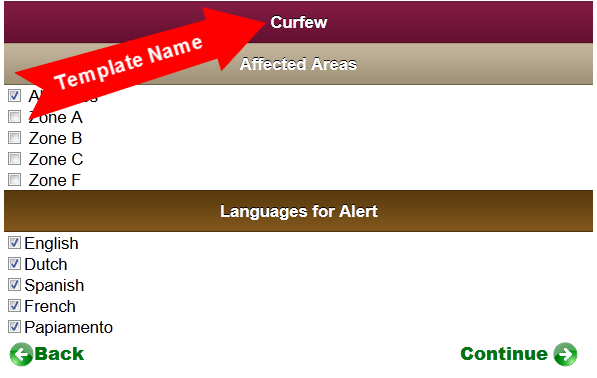 Curfew
Template Name
Affected Areas
Zone A
Zone B
Zone C
Zone F
Languages for Alert
English
Dutch
Spanish
French
Papiamento
Back
Continue